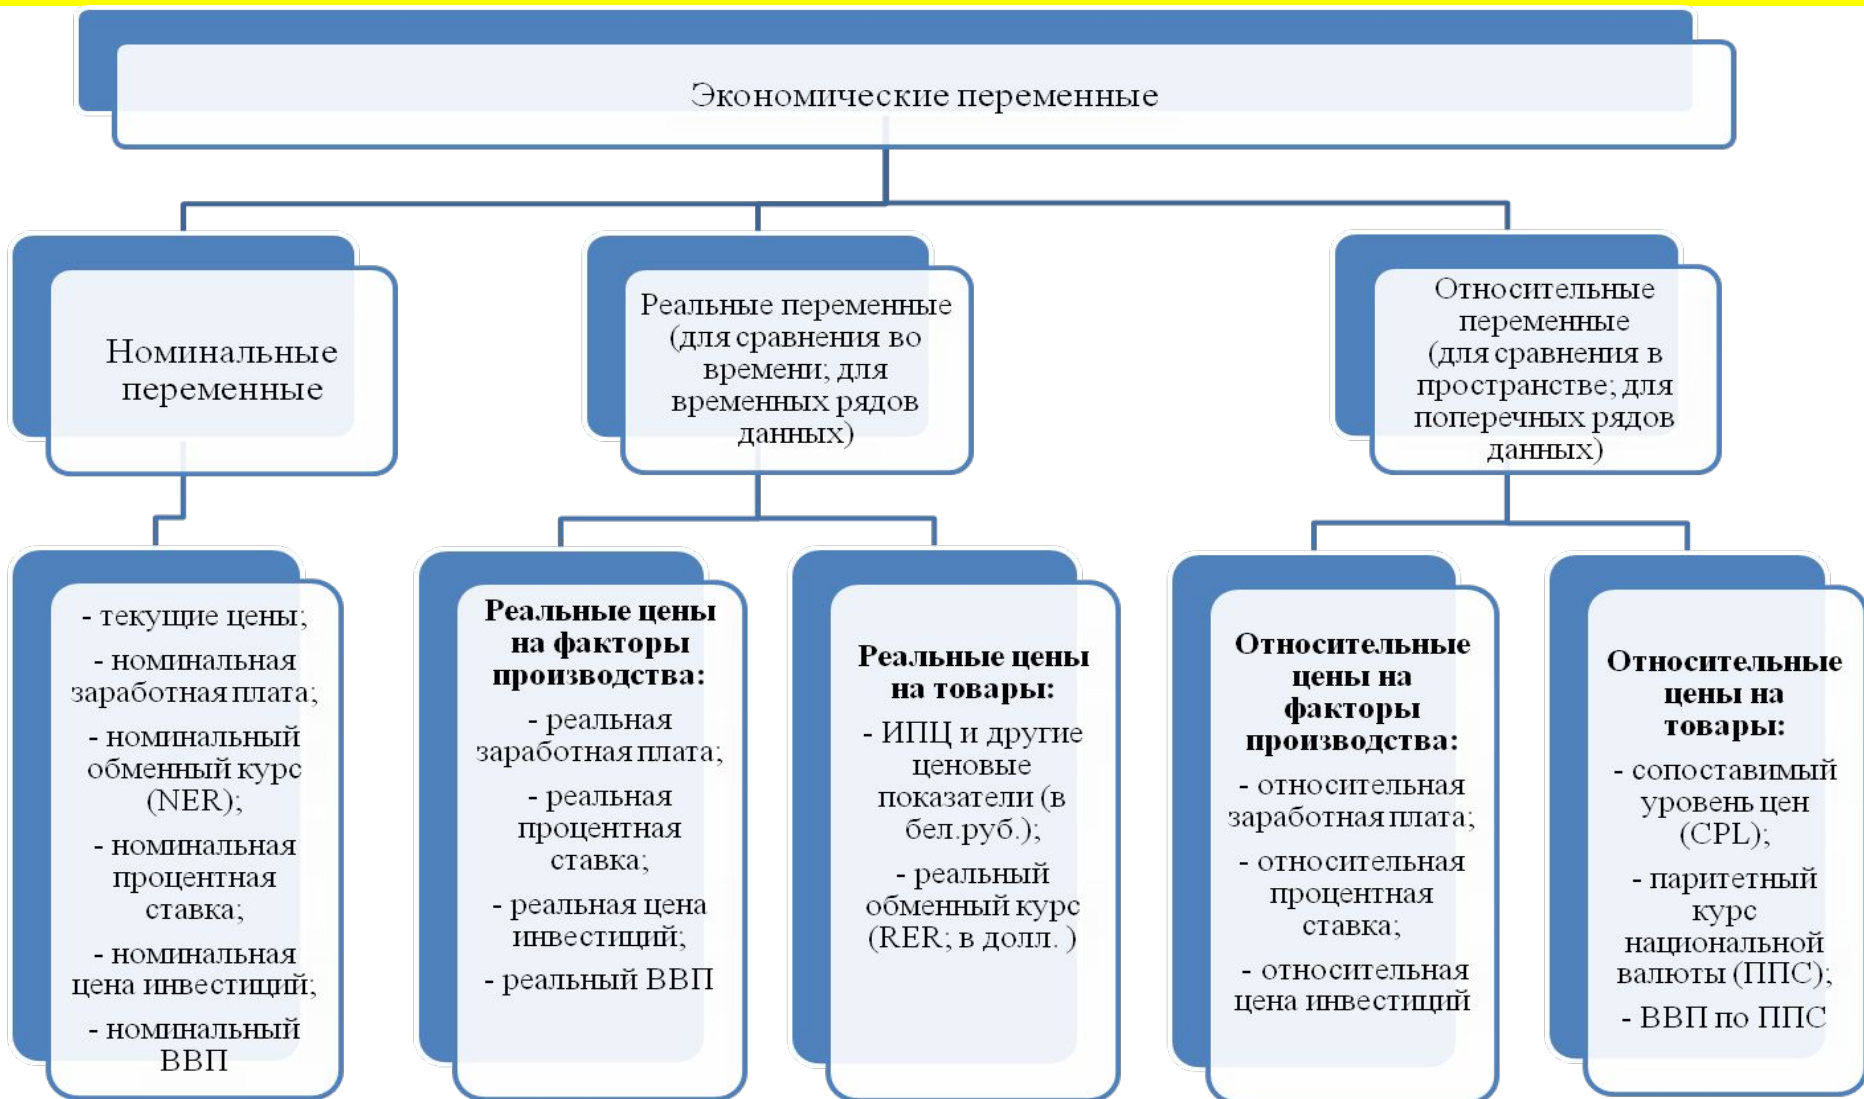 Экономические переменные
Номинальные
переменные
Реальные переменные
(для сравнения во
времени; для
временных рядов
данных)
Относительные
переменные
(для сравнения в
пространстве; для
поперечных рядов
данных)
- текущие цены;
- номинальная
заработная плата;
- номинальный
обменный курс
(NER);
- номинальная
процентная
ставка;
- номинальная
цена инвестиций;
- номинальный
ВВП
Реальные цены
на факторы
производства:
- реальная
заработная плата;
- реальная
процентная
ставка;
- реальная цена
инвестиций;
- реальный ВВП
Реальные цены
на товары:
- ИПЦ и другие
ценовые
показатели (в
бел.руб.);
- реальный
обменный курс
(RER; в долл. )
Относительные
цены на
факторы
производства:
- относительная
заработная плата;
- относительная
процентная
ставка;
- относительная
цена инвестиций
Относительные
цены на
товары:
- сопоставимый
уровень цен
(CPL);
- паритетный
курс
национальной
валюты (ППС);
- ВВП по ППС